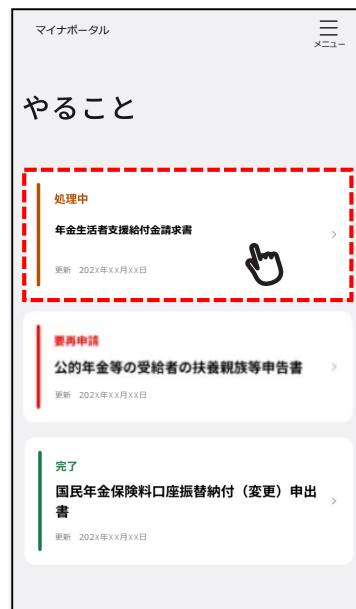 マイナポータル
メニュー
やること
処理中
年金生活者支援給付金請求書
更新 202X年XX月XX日
要再申請
公的年金等の受給者の扶養親族等申告書
更新 202X年XX月XX日
完了
国民年金保険料口座振替納付（変更）申出
書
更新 202X年XX月XX日